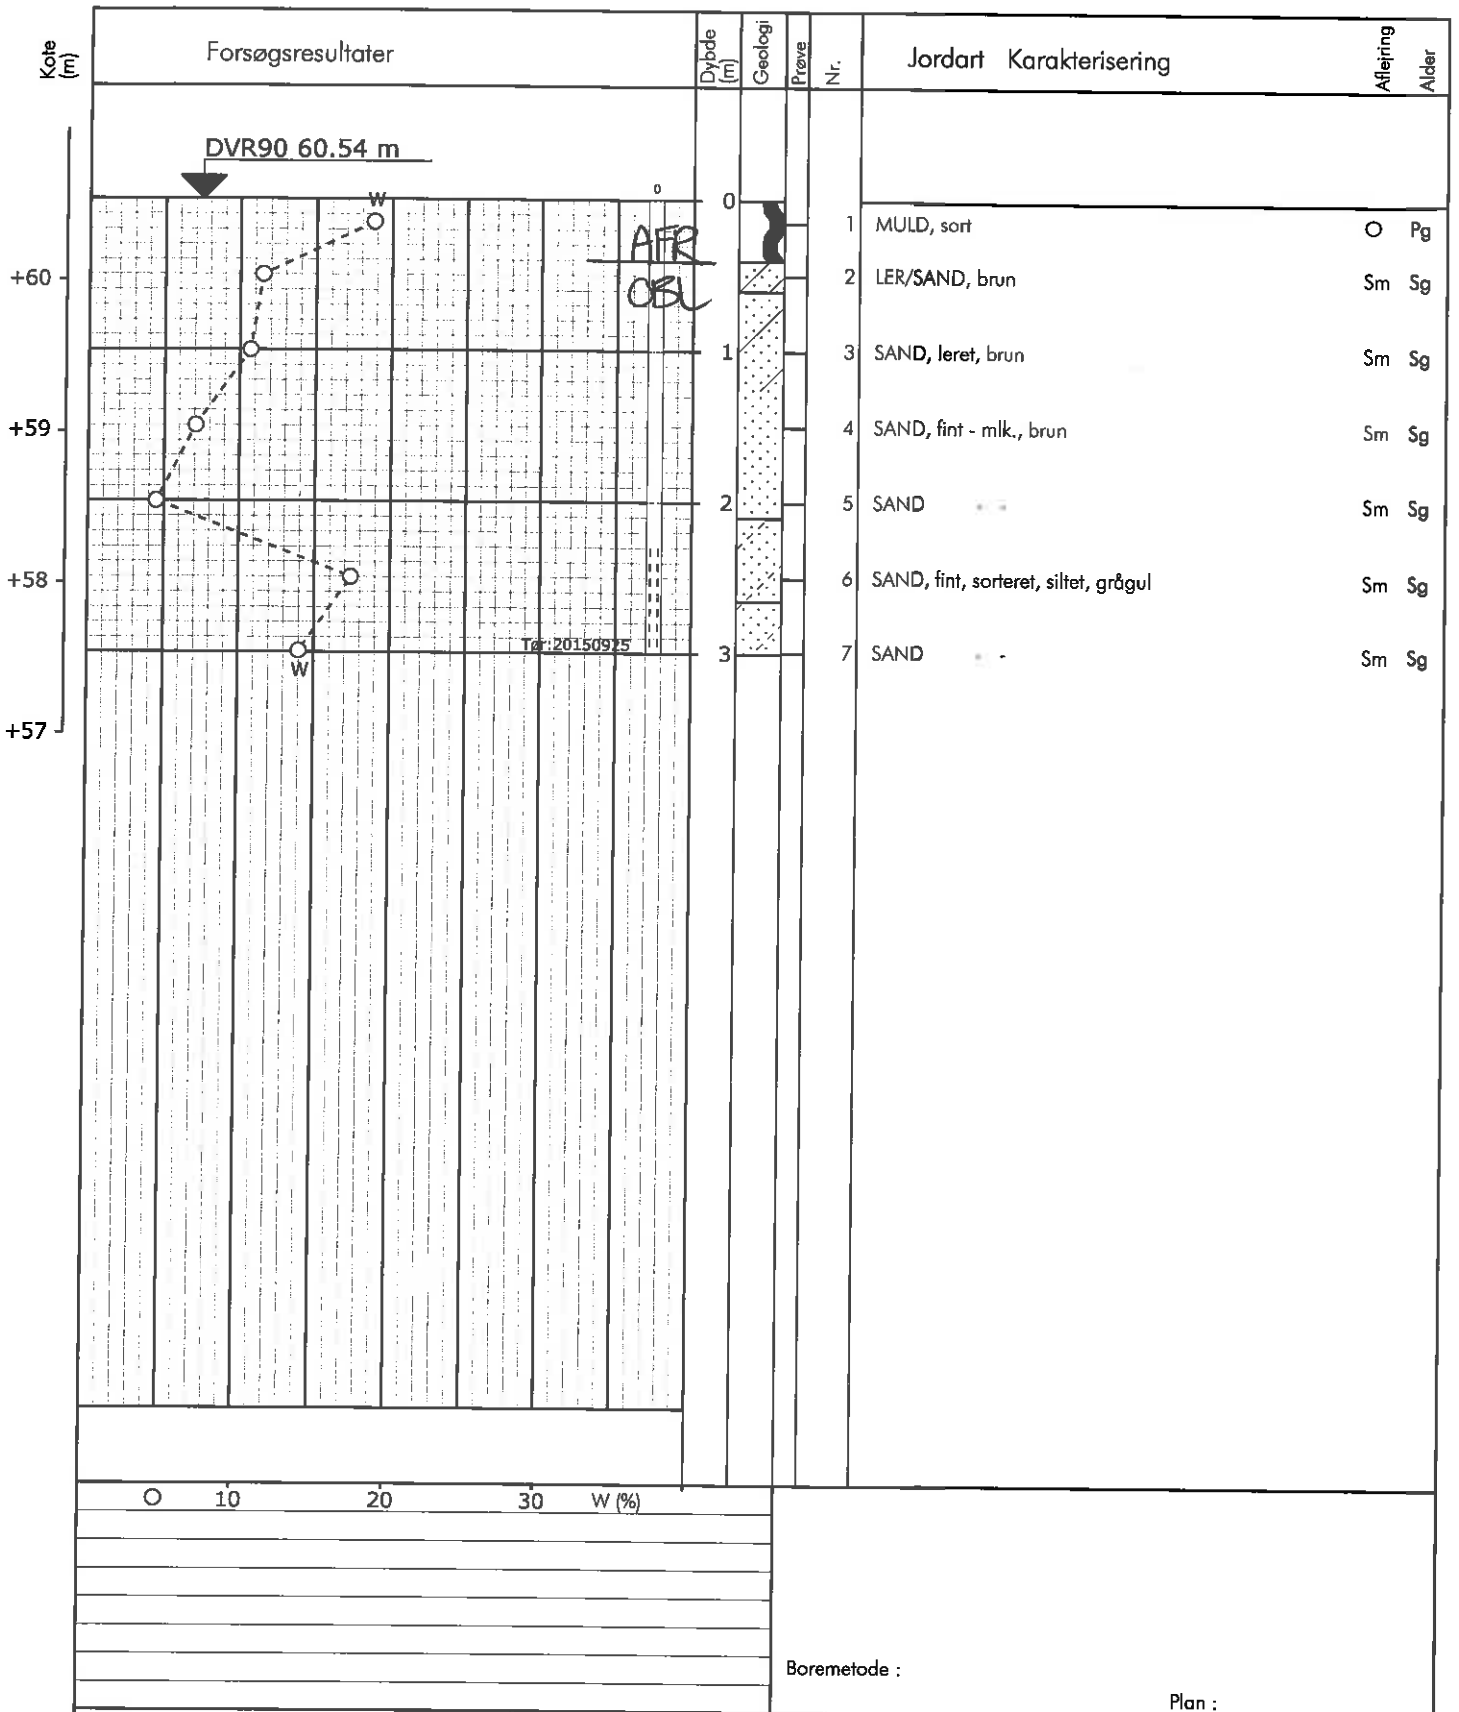 Kote (m) Forsøgsresultater Dybde (m) Geologi Prøve Nr. Jordart Karakterisering Aflejring Alder
DVR90 60.54 m
W 0
0
1 MULD, sort O Pg
AFR
+60 2 LER/SAND, brun Sm Sg
OBL
1 3 SAND, leret, brun Sm Sg
+59 4 SAND, fint - mlk., brun Sm Sg
2 5 SAND " " Sm Sg
+58 6 SAND, fint, sorteret, siltet, grågul Sm Sg
Tør:20150925
3 7 SAND " " Sm Sg
W
+57
O 10 20 30 W (%)
Boremetode :
Plan :